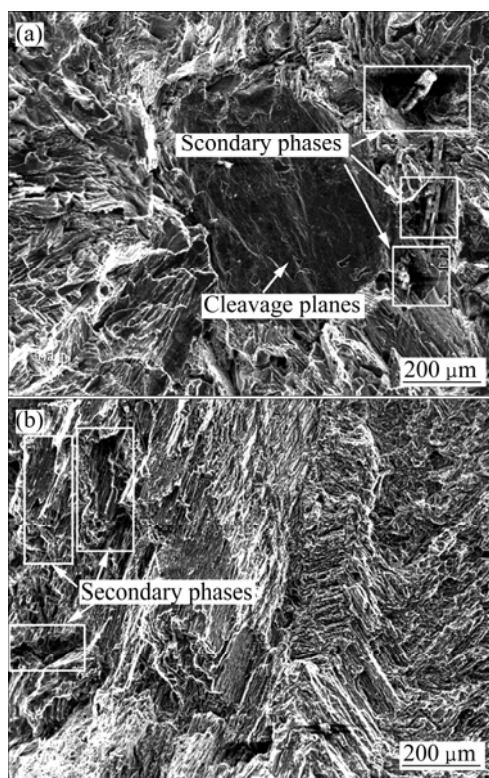 (a)
Scondary phases
Cleavage planes
200 μm
(b)
Secondary phases
200 μm